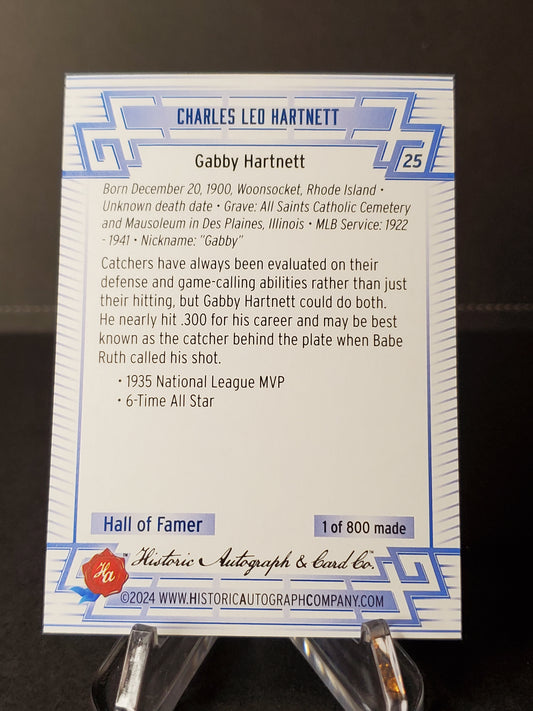 CHARLES LEO HARTNETT
Gabby Hartnett
25
Born December 20, 1900, Woonsocket, Rhode Island •
Unknown death date • Grave: All Saints Catholic Cemetery
and Mausoleum in Des Plaines, Illinois • MLB Service: 1922
- 1941 • Nickname: "Gabby"
Catchers have always been evaluated on their
defense and game-calling abilities rather than just
their hitting, but Gabby Hartnett could do both.
He nearly hit .300 for his career and may be best
known as the catcher behind the plate when Babe
Ruth called his shot.
• 1935 National League MVP
• 6-Time All Star
Hall of Famer
1 of 800 made
Ha
™ Historic Autograph & Card Co.™
©2024 WWW.HISTORICAUTOGRAPHCOMPANY.COM